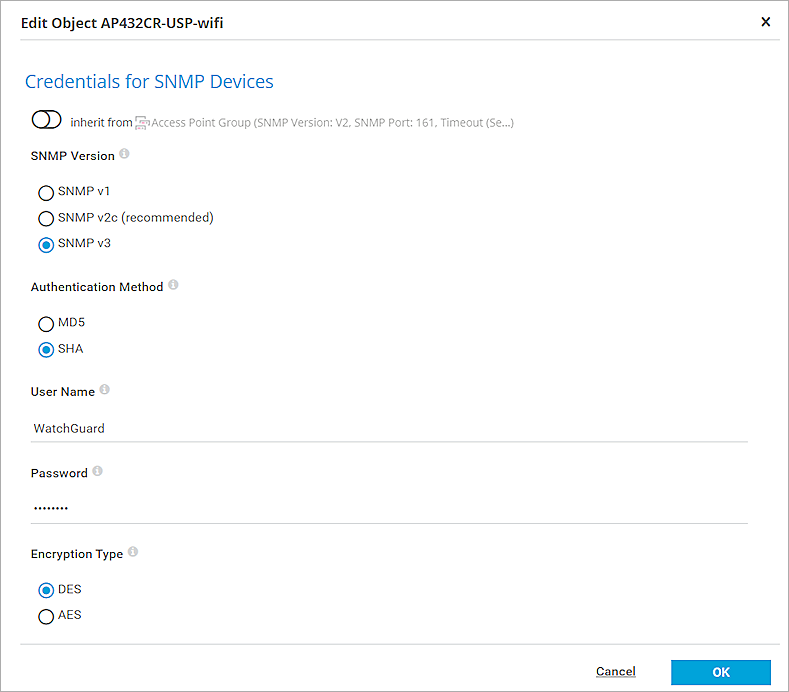 Edit Object AP432CR-USP-wifi
Credentials for SNMP Devices
inherit from Access Point Group (SNMP Version: V2, SNMP Port: 161, Timeout (Se...)
SNMP Version
SNMP v1
SNMP v2c (recommended)
SNMP v3
Authentication Method
MD5
SHA
User Name
WatchGuard
Password
••••••••
Encryption Type
DES
AES
Cancel OK